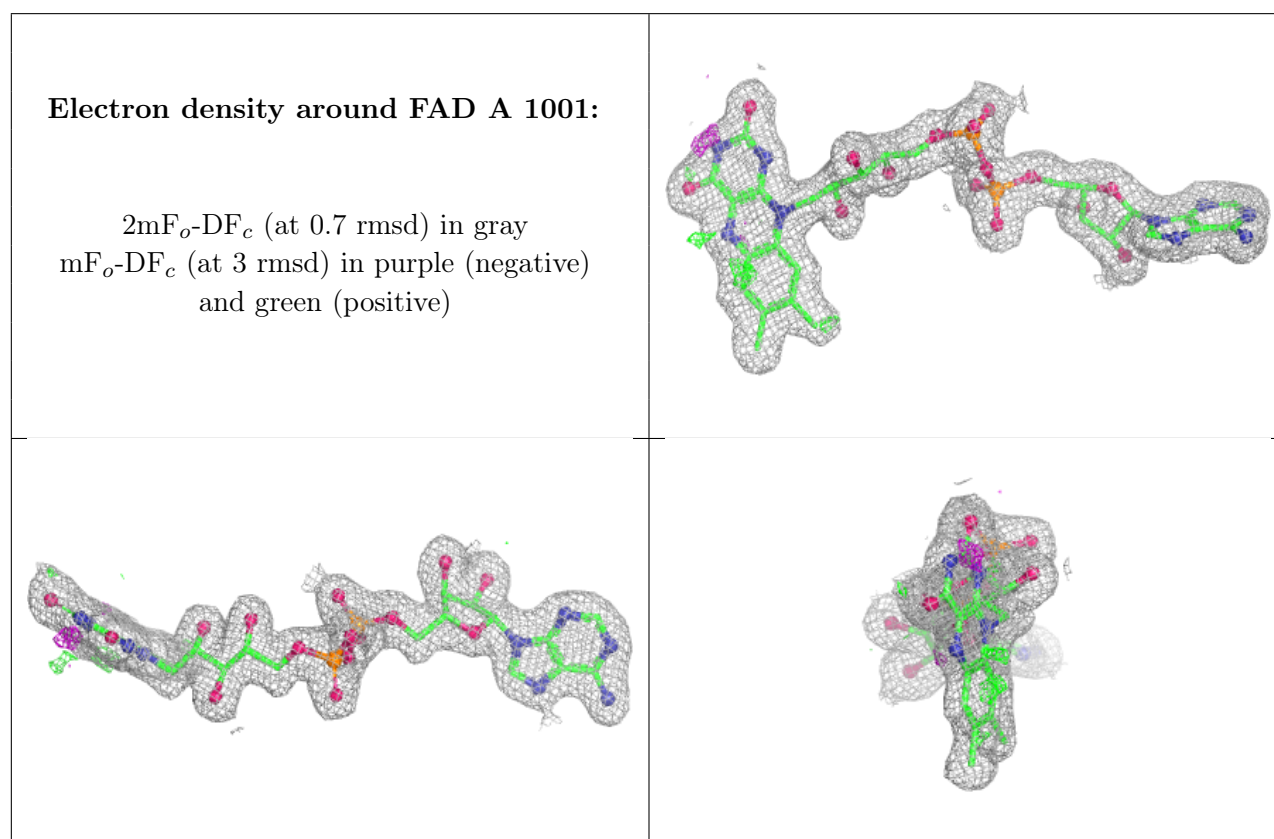 Electron density around FAD A 1001:
2mFo-DFc (at 0.7 rmsd) in gray
mFo-DFc (at 3 rmsd) in purple (negative)
and green (positive)